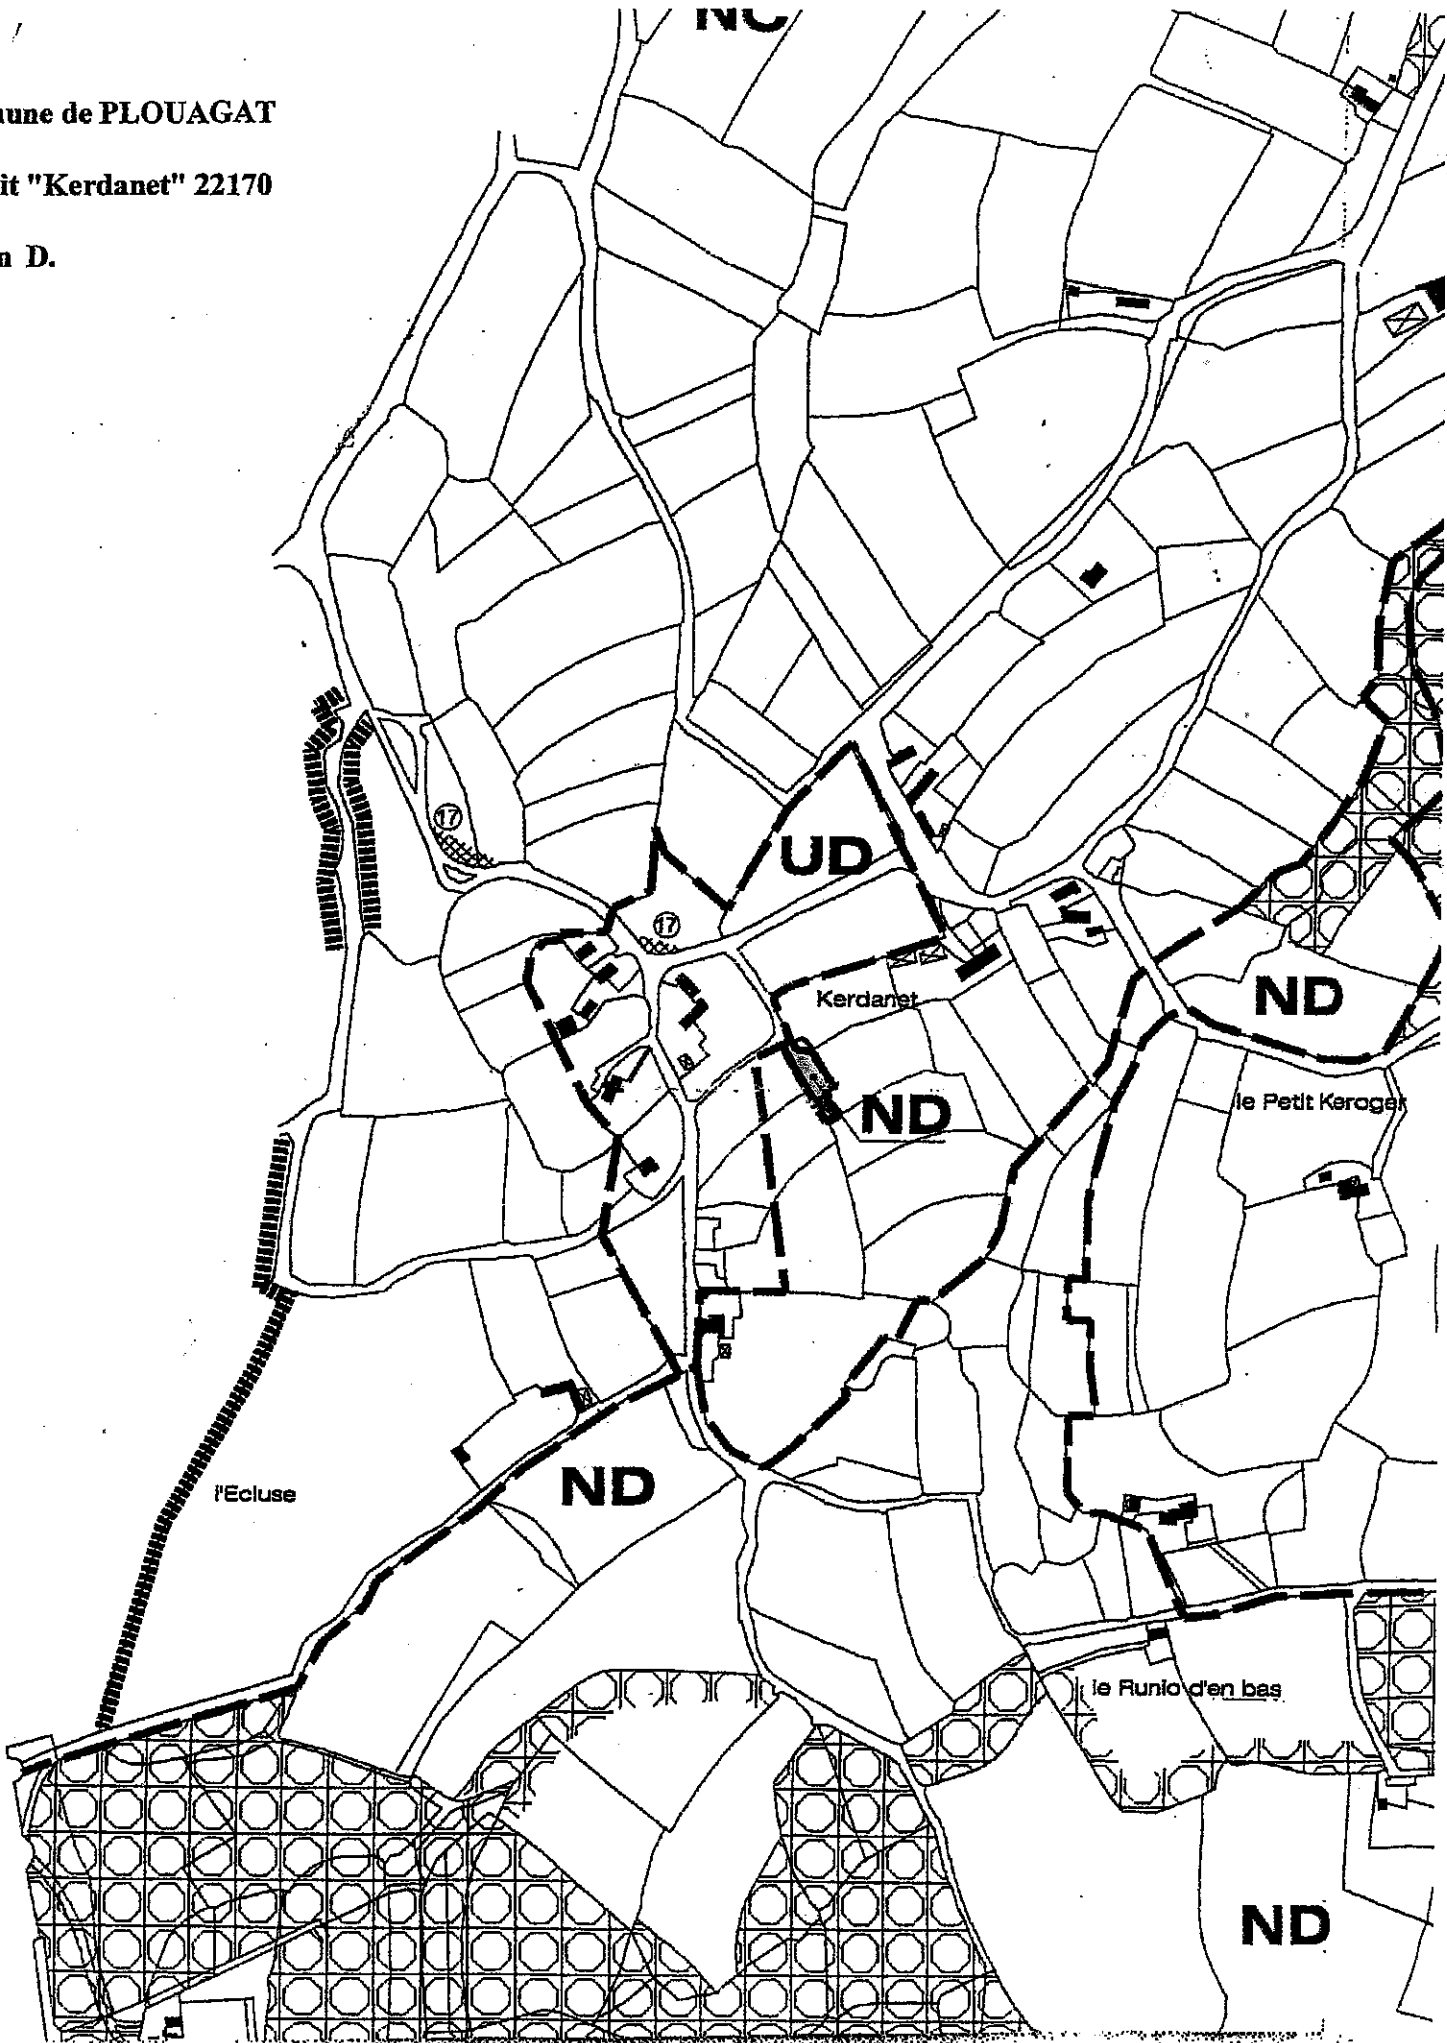 NC
une de PLOUAGAT
it "Kerdanet" 22170
n D.
17
UD
17
Kerdanet
ND
ND
le Petit Keroger
ND
l'Ecluse
le Runio d'en bas
ND